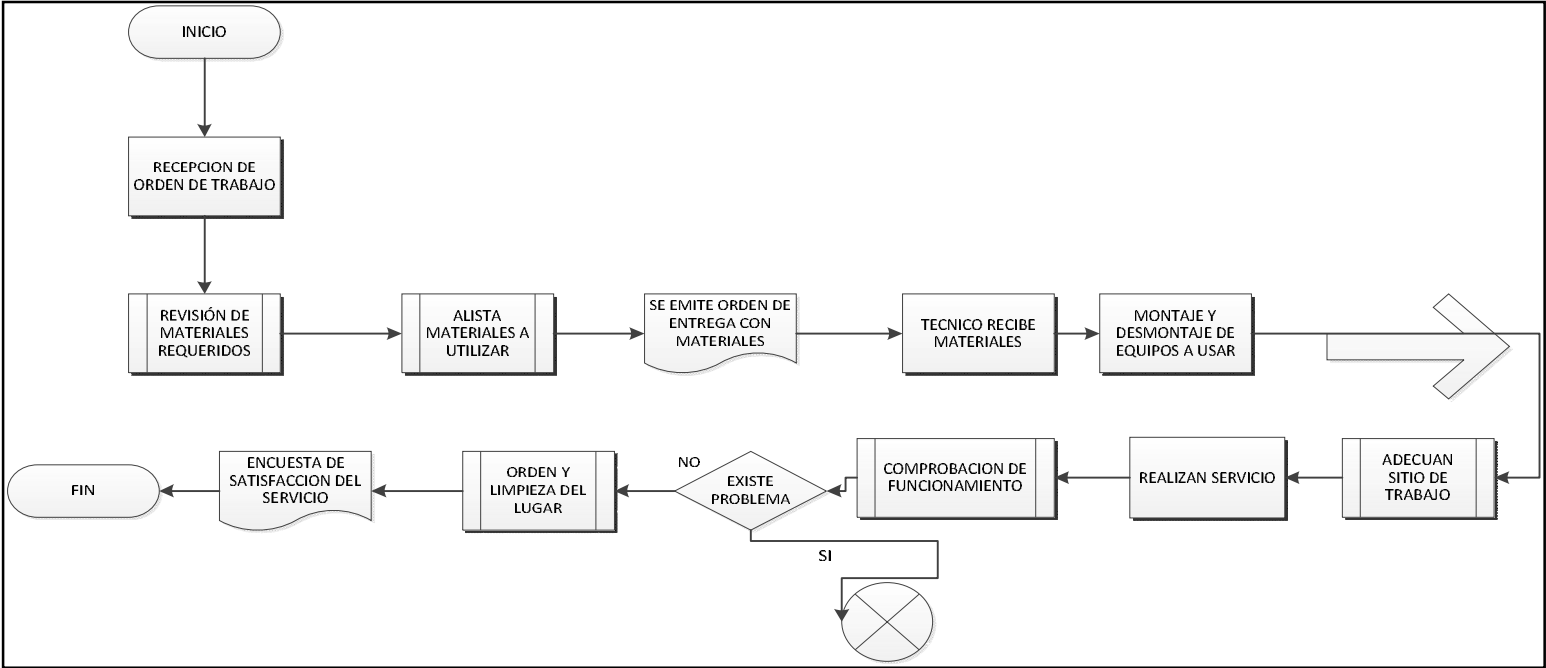 INICIO
RECEPCION DE
ORDEN DE TRABAJO
REVISIÓN DE
MATERIALES
REQUERIDOS
ALISTA
MATERIALES A
UTILIZAR
SE EMITE ORDEN DE
ENTREGA CON
MATERIALES
TECNICO RECIBE
MATERIALES
MONTAJE Y
DESMONTAJE DE
EQUIPOS A USAR
ADECUAN
SITIO DE
TRABAJO
REALIZAN SERVICIO
COMPROBACION DE
FUNCIONAMIENTO
EXISTE
PROBLEMA
NO
SI
ORDEN Y
LIMPIEZA DEL
LUGAR
ENCUESTA DE
SATISFACCION DEL
SERVICIO
FIN